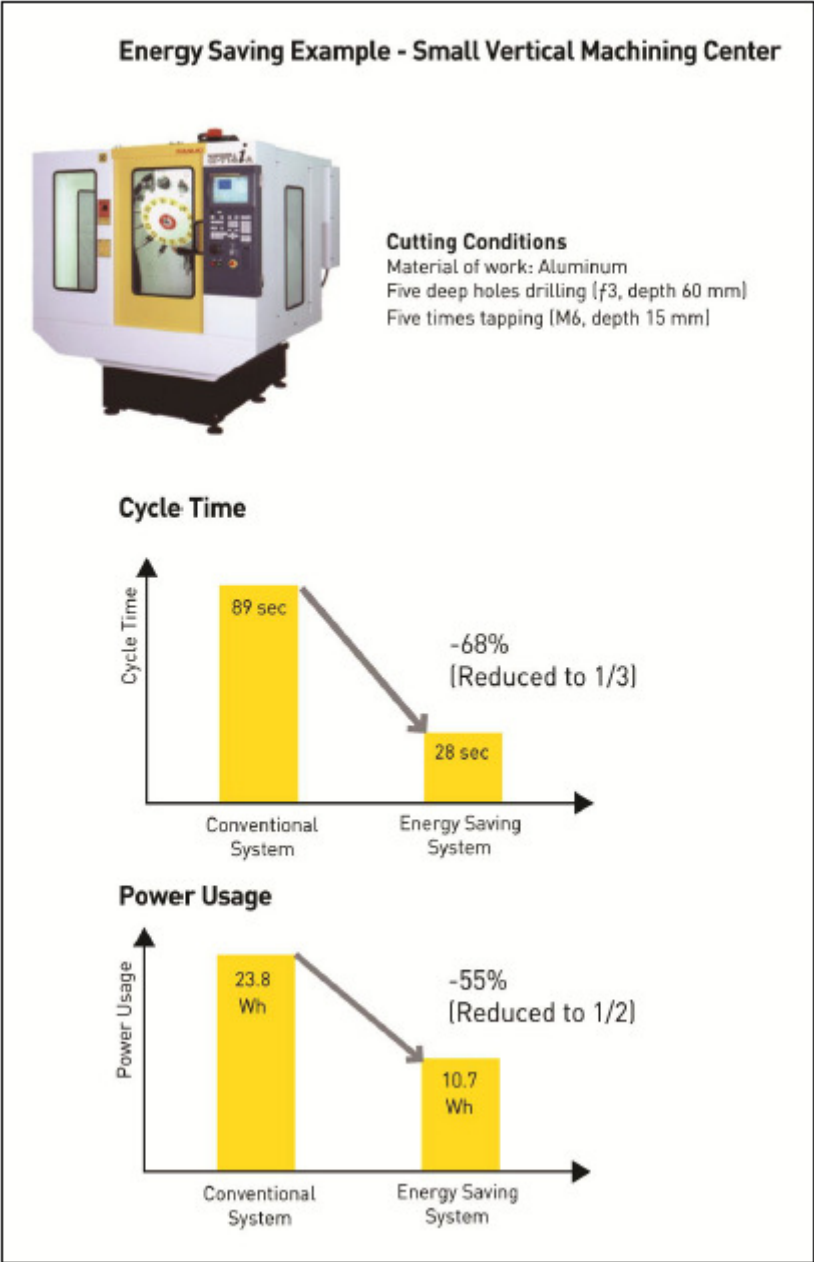 Energy Saving Example - Small Vertical Machining Center
FANUC
Cutting Conditions
Material of work: Aluminum
Five deep holes drilling (ƒ3, depth 60 mm)
Five times tapping (M6, depth 15 mm)
Cycle Time
Cycle Time
89 sec
-68%
(Reduced to 1/3)
28 sec
Conventional
System
Energy Saving
System
Power Usage
Power Usage
23.8
Wh
-55%
(Reduced to 1/2)
10.7
Wh
Conventional
System
Energy Saving
System